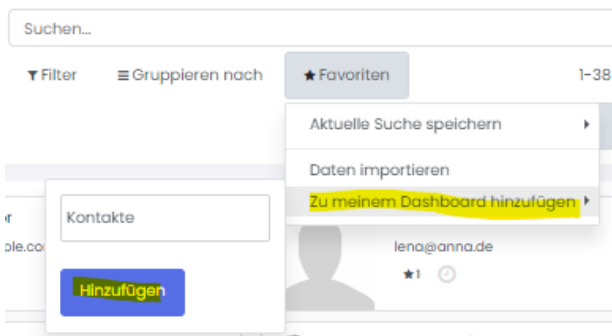 Suchen...
Filter Gruppieren nach Favoriten 1-38
Aktuelle Suche speichern
Daten importieren
Zu meinem Dashboard hinzufügen
Kontakte
lena@anna.de
1
Hinzufügen